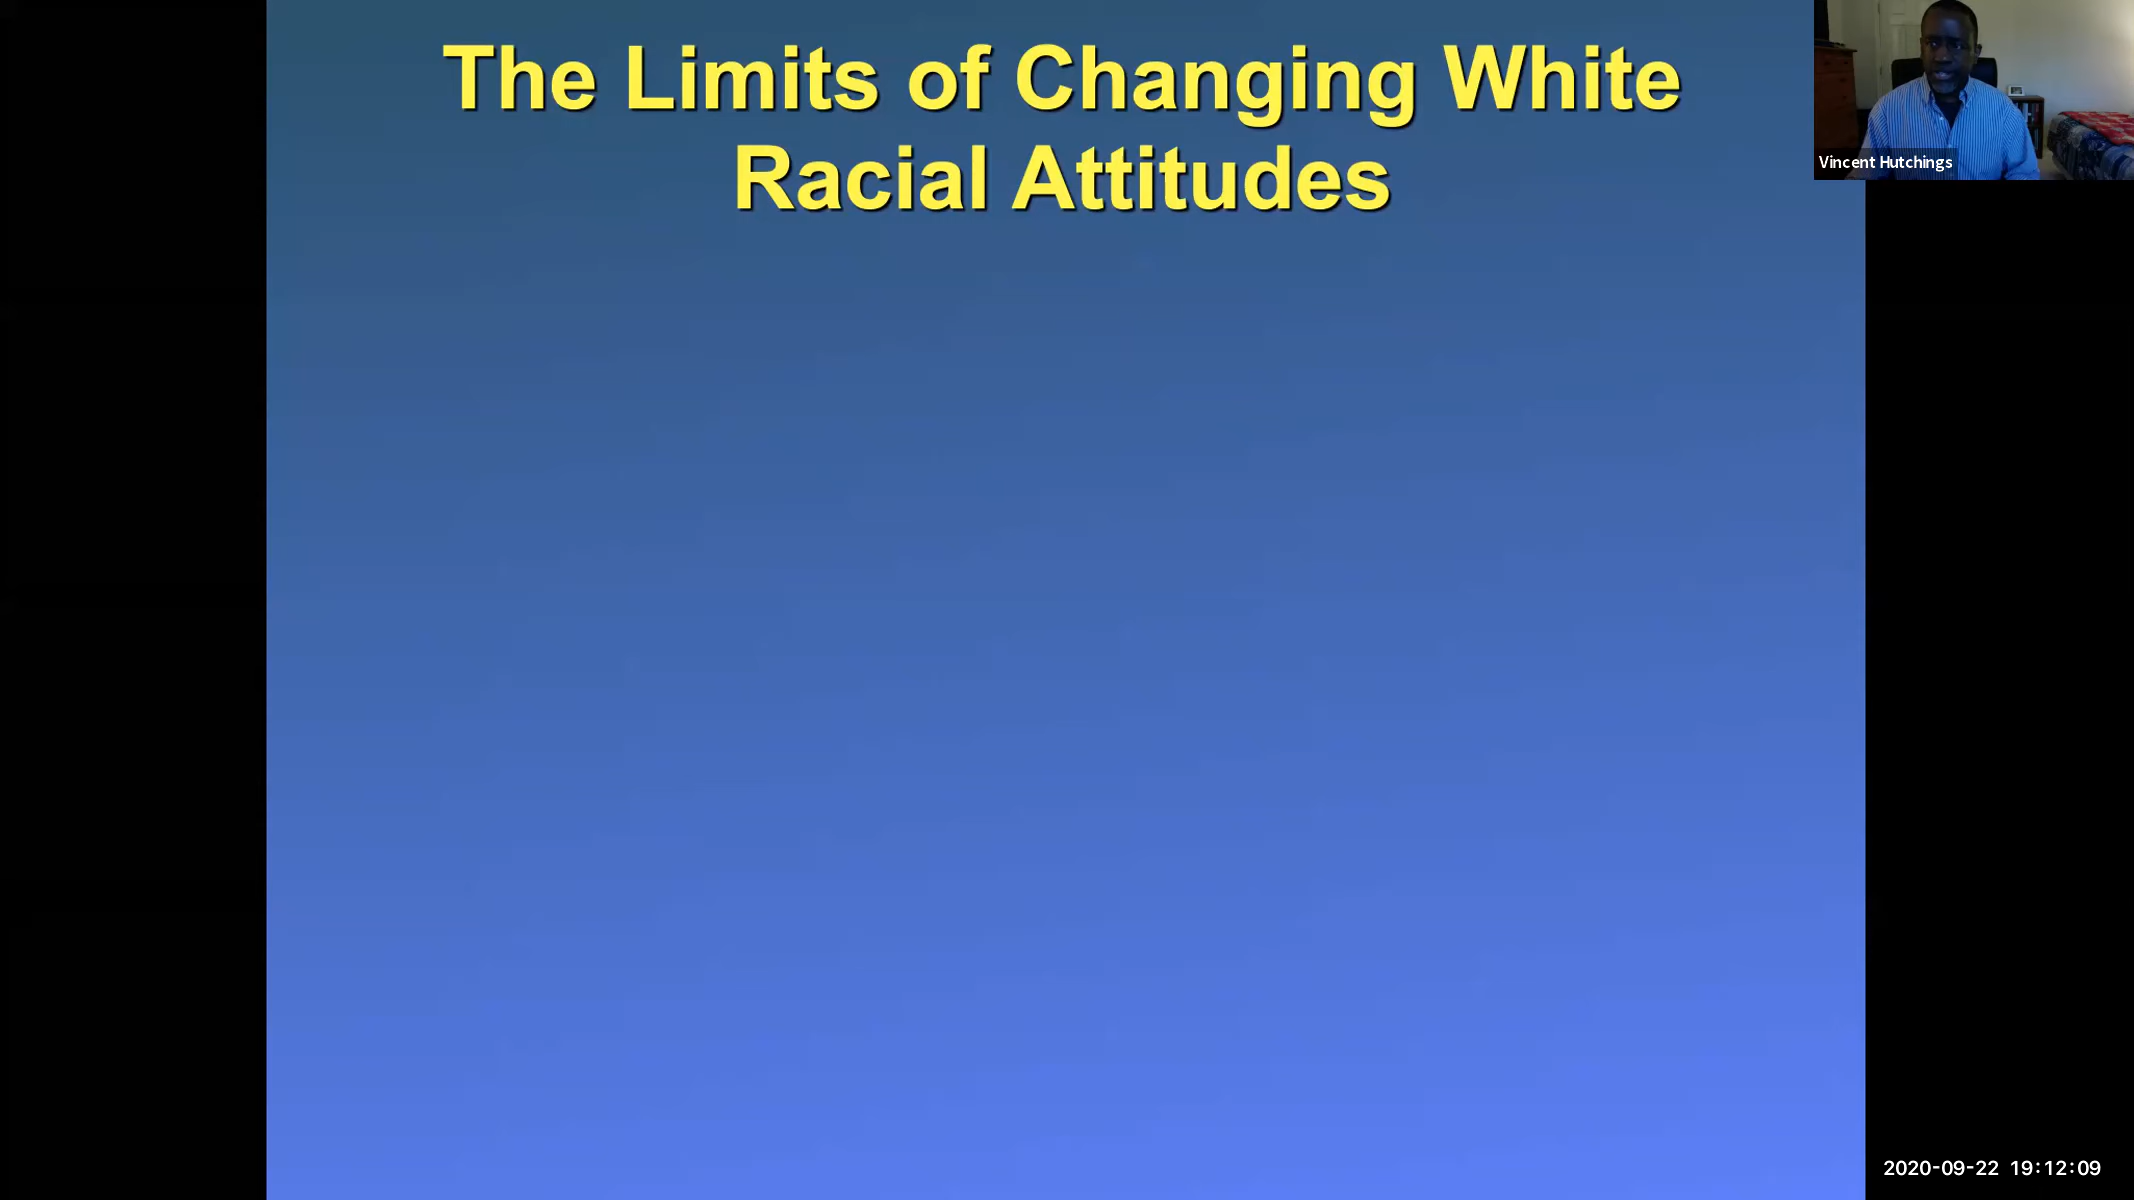 The Limits of Changing White
Racial Attitudes
Vincent Hutchings
2020-09-22 19:12:09